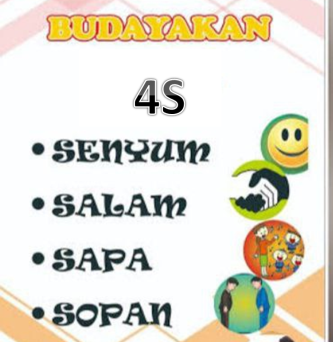 BUDAYAKAN
4S
• SENYUM
• SALAM
• SAPA
• SOPAN